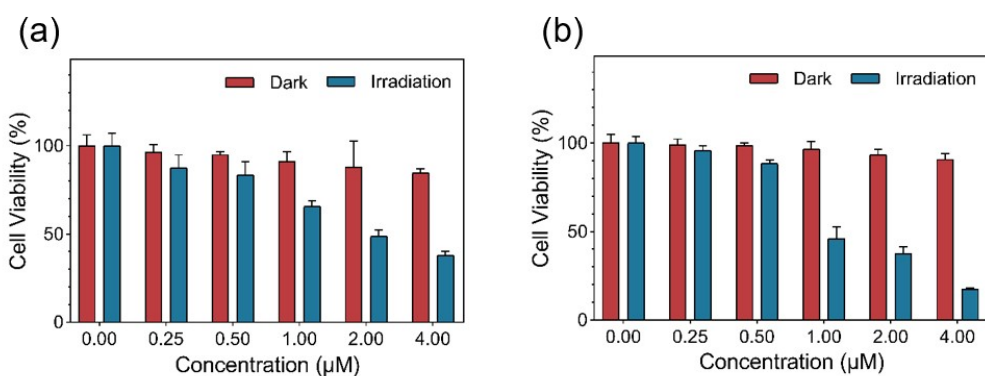 (a)
Dark Irradiation
Cell Viability (%)
100
50
0
0.00 0.25 0.50 1.00 2.00 4.00
Concentration (μM)
(b)
Dark Irradiation
Cell Viability (%)
100
50
0
0.00 0.25 0.50 1.00 2.00 4.00
Concentration (μM)